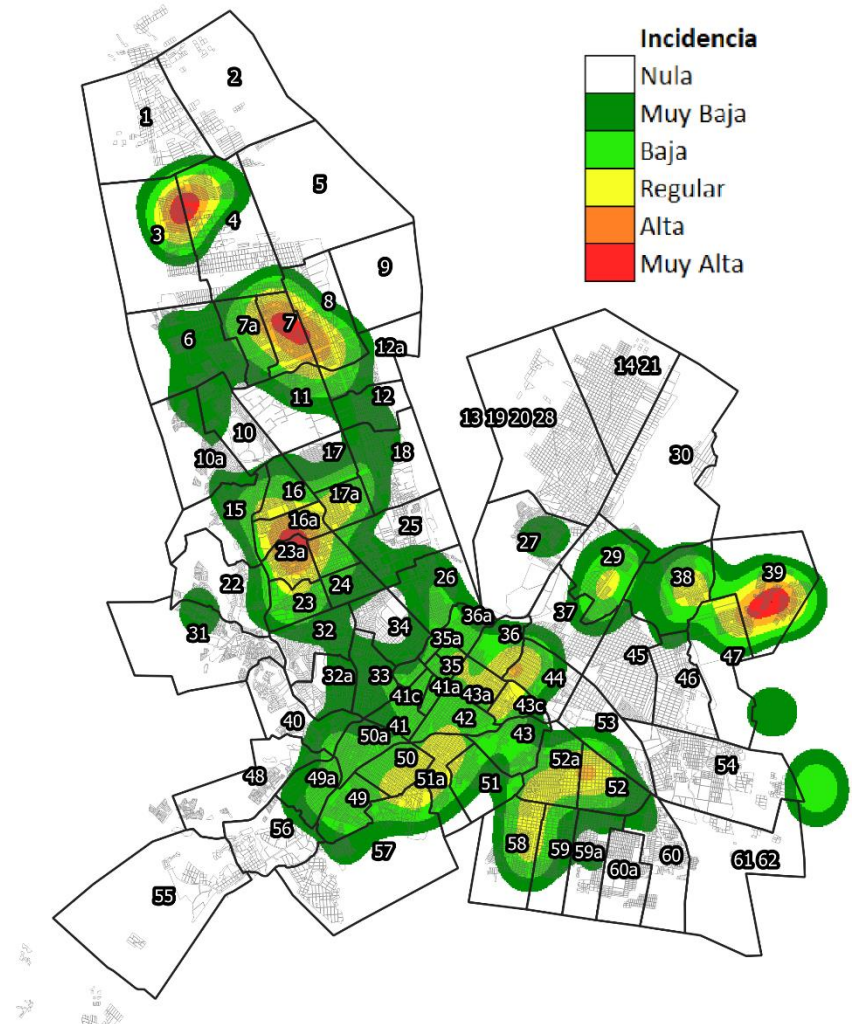 Incidencia
Nula
Muy Baja
Baja
Regular
Alta
Muy Alta
2
1
5
4
3
9
8
7a 7
6
12a
14 21
11 12
13 19 20 28
10
17 18
10a
30
16 17a
15
16a
25
23a
27
29
22 24
38 39
26
23
36a 37
31 32 34
35a 36
35
45 47
32a 33
41a 43a 44 46
41c
43c
40 41 42
50a 43 53
50 52a 54
48 49a 51a 51 52
49
56
57 58 59 59a 60 61 62
60a
55